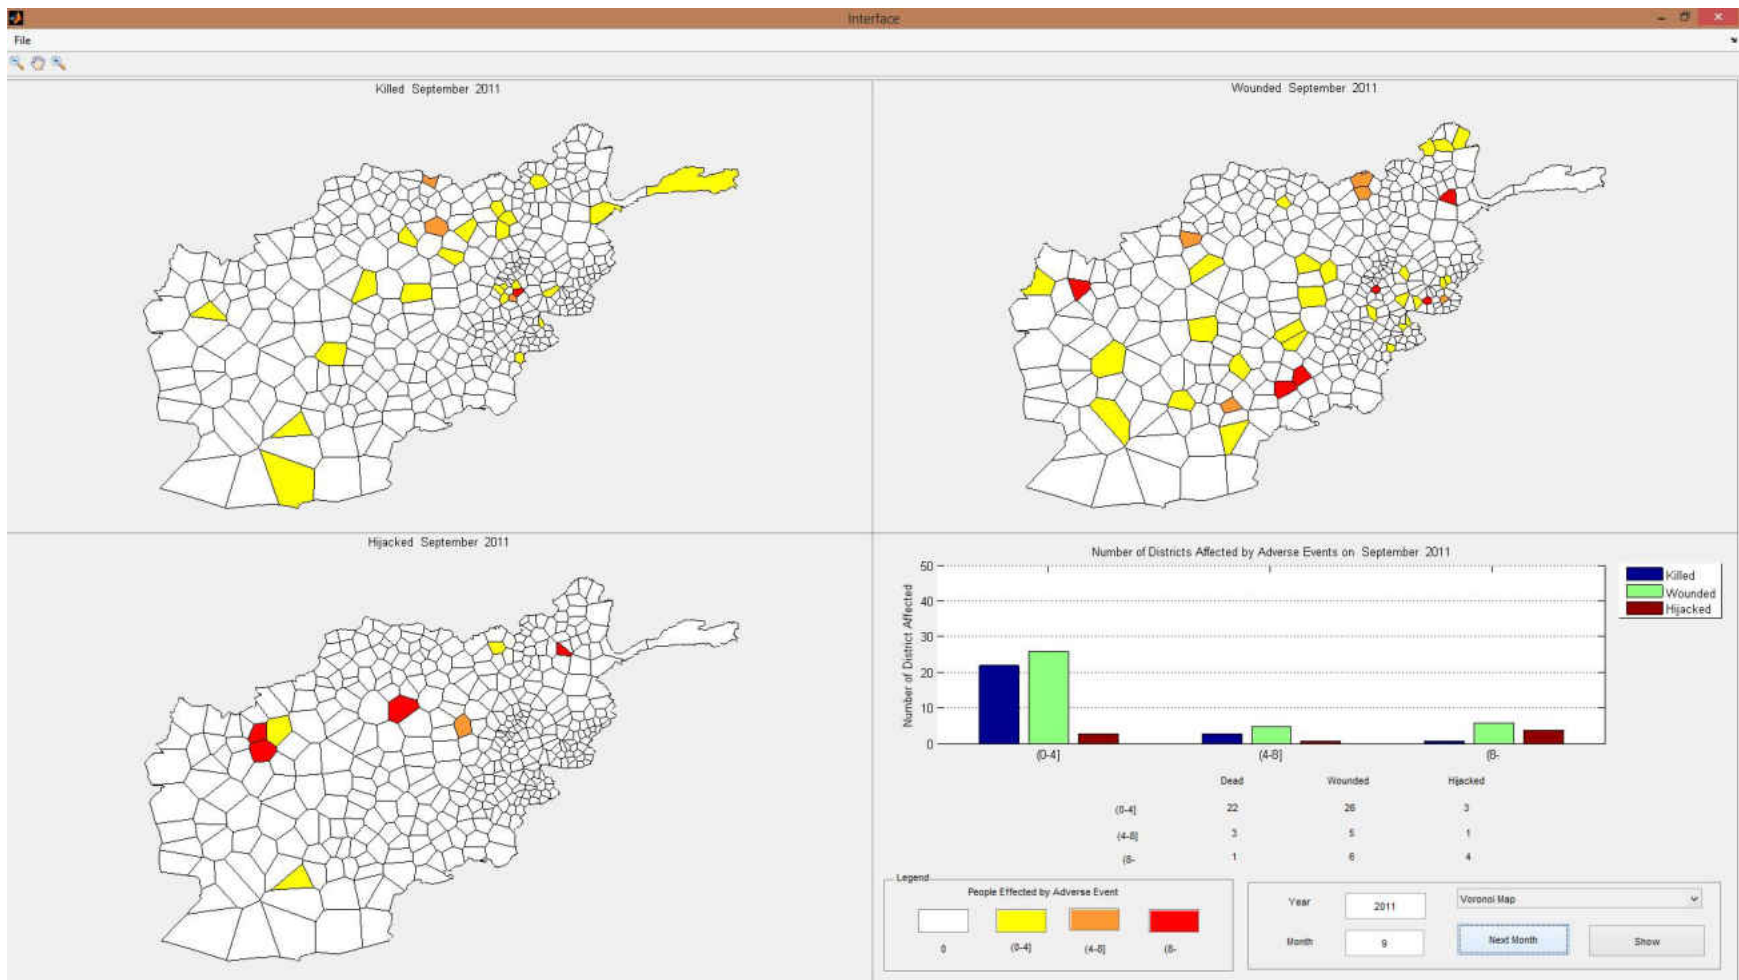 Interface
File
Killed September 2011
Wounded September 2011
Hijacked September 2011
Number of Districts Affected by Adverse Events on September 2011
Number of District Affected
50
40
30
20
10
0
(0-4]
(4-8]
(8-
Killed
Wounded
Hijacked
Dead Wounded Hijacked
(0-4] 22 26 3
(4-8] 3 5 1
(8- 1 6 4
Legend
People Effected by Adverse Event
0 (0-4] (4-8] (8-
Year 2011 Voronoi Map
Month 9 Next Month Show